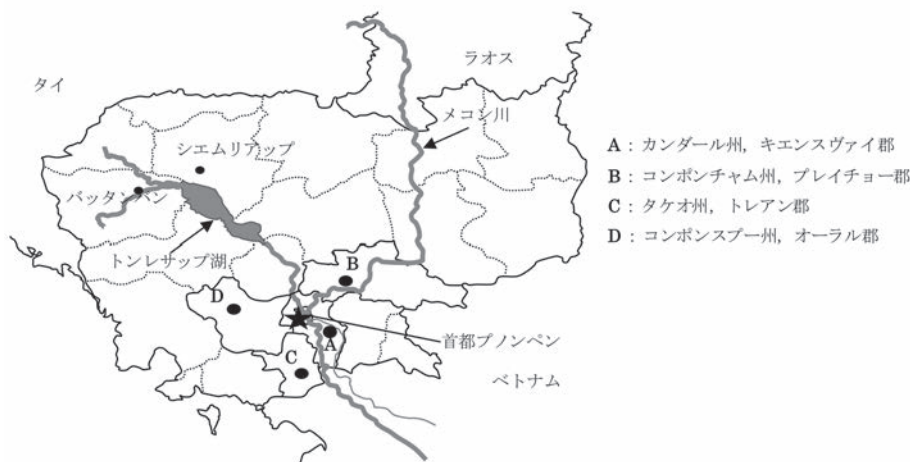 ラオス
タイ
メコン川
シエムリアップ
バッタンバン
トンレサップ湖
A：カンダール州，キエンスヴァイ郡
B：コンポンチャム州，プレイチョー郡
C：タケオ州，トレアン郡
D：コンポンスプー州，オーラル郡
B
D
A
C
首都プノンペン
ベトナム